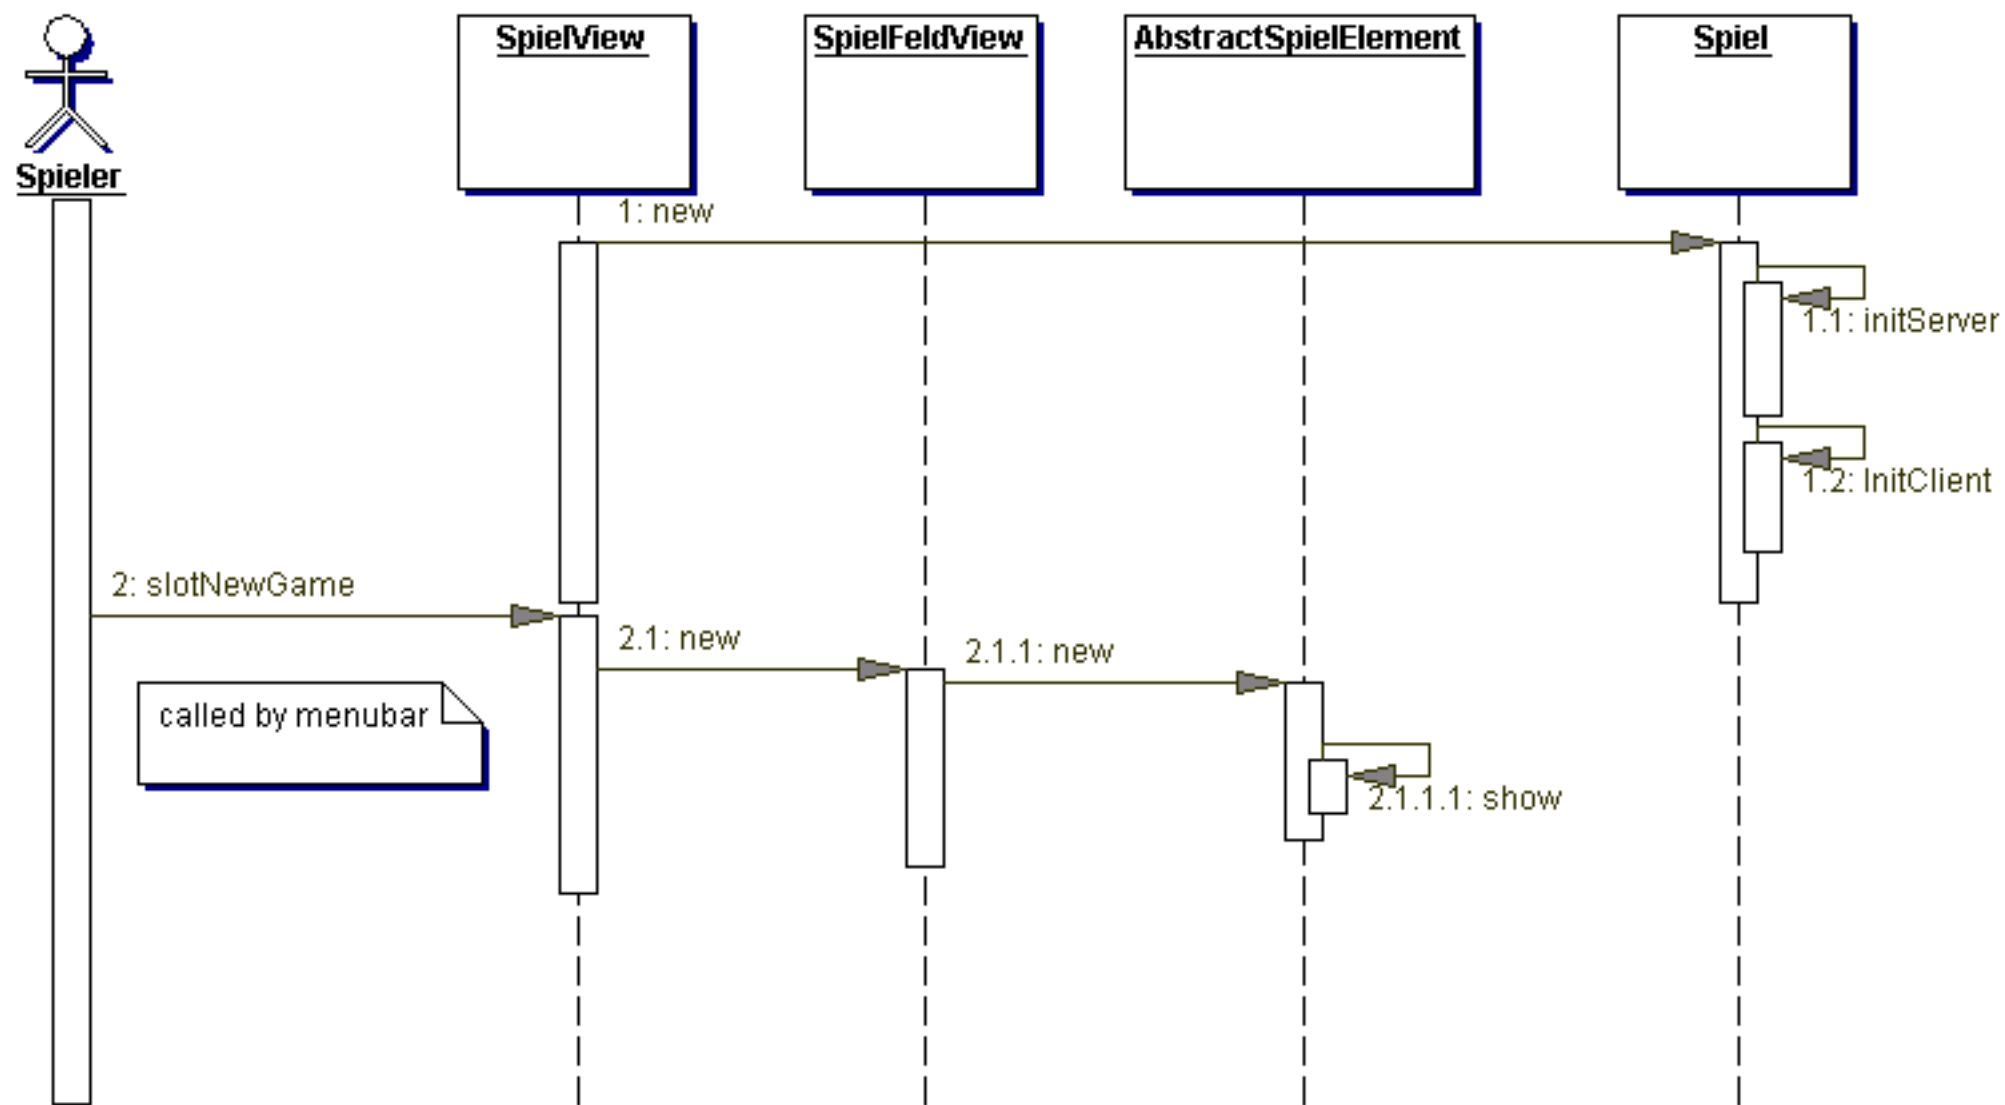 SpielView
SpielFeldView
AbstractSpielElement
Spiel
Spieler
1: new
1.1: initServer
1.2: InitClient
2: slotNewGame
2.1: new
2.1.1: new
called by menubar
2.1.1.1: show